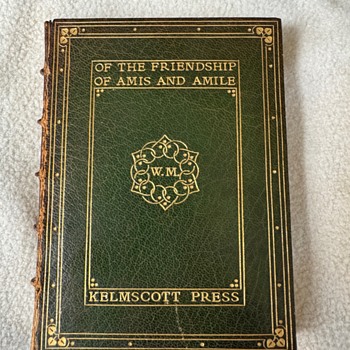 OF THE FRIENDSHIP
OF AMIS AND AMILE
W.M.
KELMSCOTT PRESS